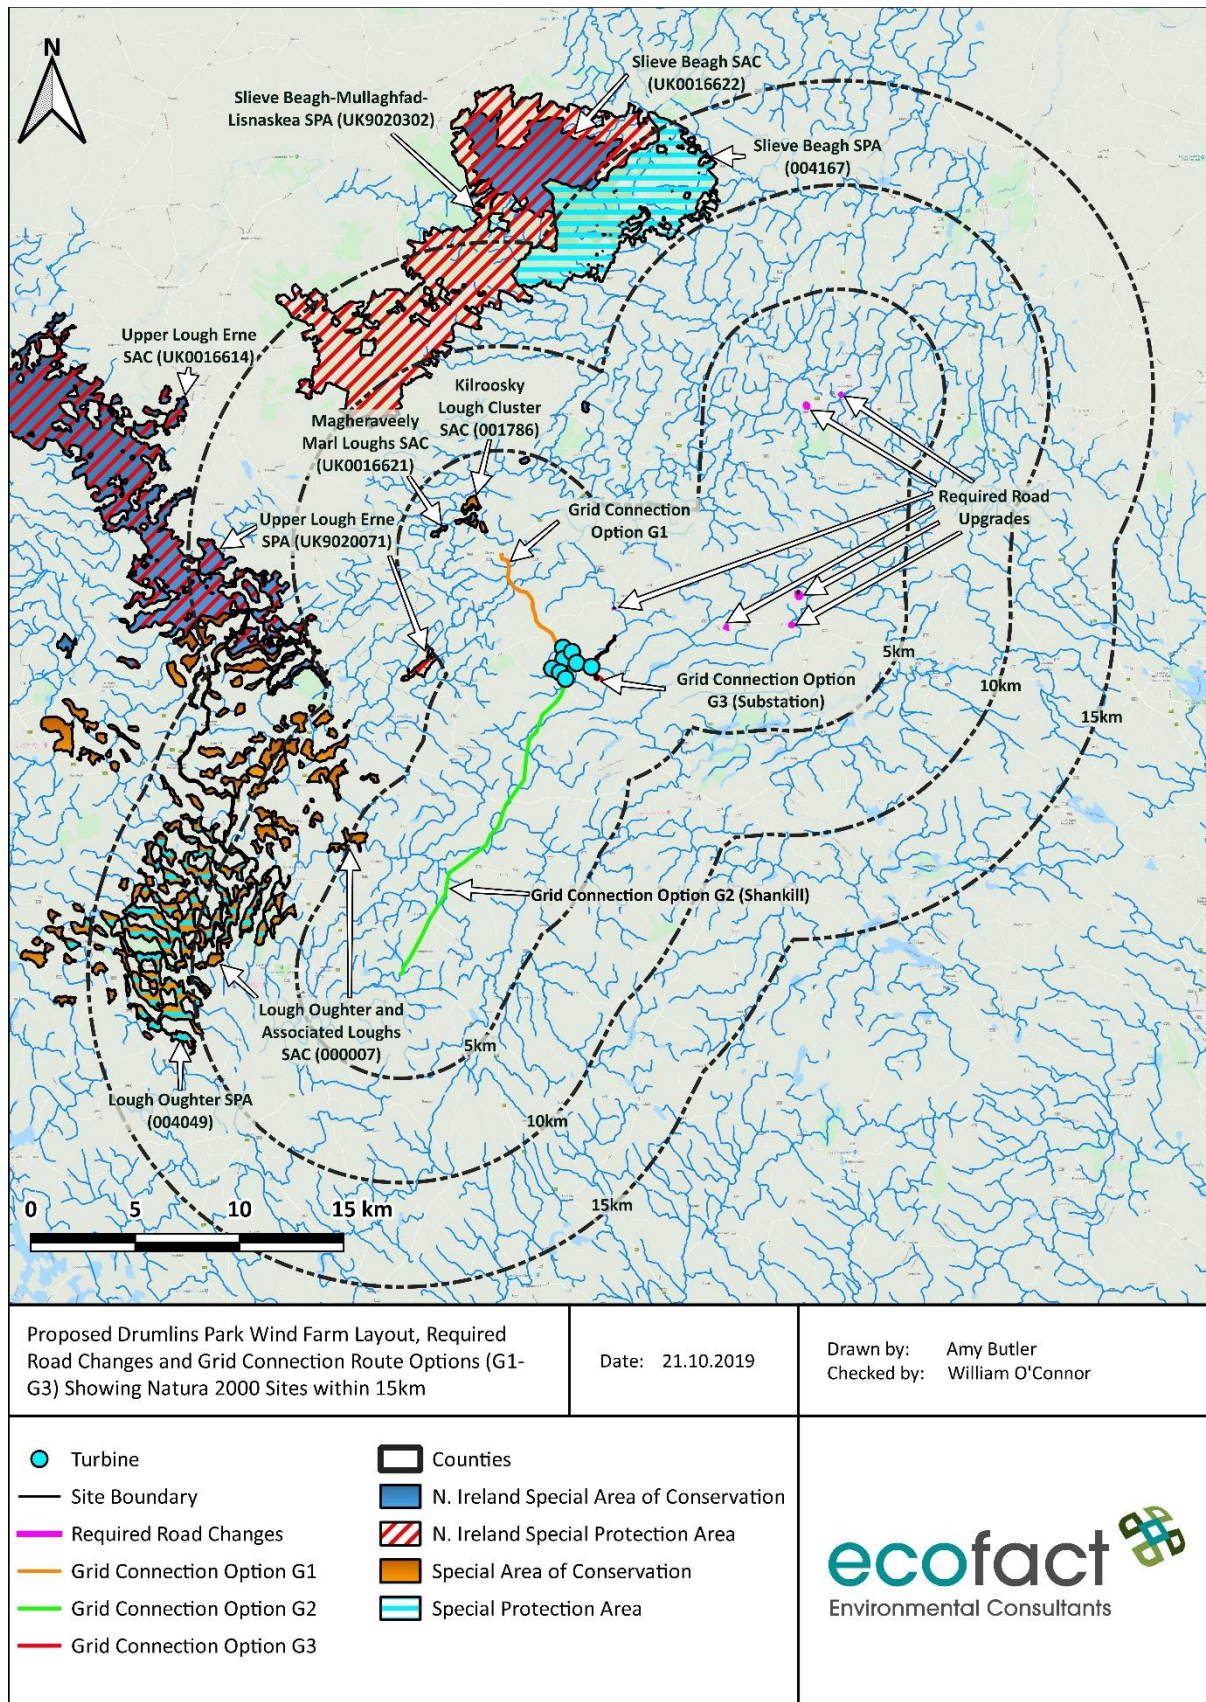 N
Slieve Beagh SAC
(UK0016622)
Slieve Beagh-Mullaghfad-
Lisnaskea SPA (UK9020302)
Slieve Beagh SPA
(004167)
Upper Lough Erne
SAC (UK0016614)
Kilroosky
Lough Cluster
SAC (001786)
Magheraveely
Marl Loughs SAC
(UK0016621)
Required Road
Upgrades
Grid Connection
Option G1
Upper Lough Erne
SPA (UK9020071)
5km
10km
15km
Grid Connection Option
G3 (Substation)
Grid Connection Option G2 (Shankill)
Lough Oughter and
Associated Loughs
SAC (000007)
5km
Lough Oughter SPA
(004049)
10km
15km
0 5 10 15 km
Proposed Drumlins Park Wind Farm Layout, Required
Road Changes and Grid Connection Route Options (G1-
G3) Showing Natura 2000 Sites within 15km
Date: 21.10.2019
Drawn by: Amy Butler
Checked by: William O'Connor
Turbine
Site Boundary
Required Road Changes
Grid Connection Option G1
Grid Connection Option G2
Grid Connection Option G3
Counties
N. Ireland Special Area of Conservation
N. Ireland Special Protection Area
Special Area of Conservation
Special Protection Area
ecofact
Environmental Consultants